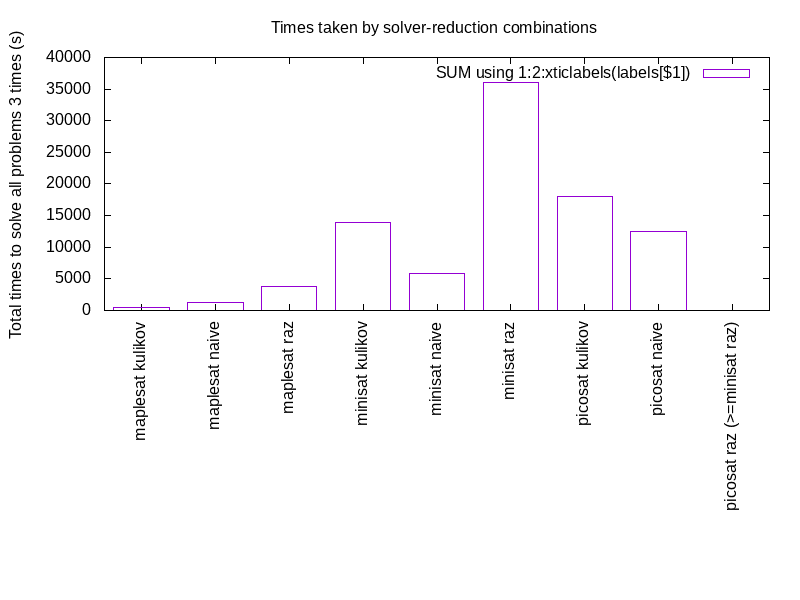 Times taken by solver-reduction combinations
Total times to solve all problems 3 times (s)
40000
35000
30000
25000
20000
15000
10000
5000
0
SUM using 1:2:xticlabels(labels[$1])
maplesat kulikov
maplesat naive
maplesat raz
minisat kulikov
minisat naive
minisat raz
picosat kulikov
picosat naive
picosat raz (>=minisat raz)